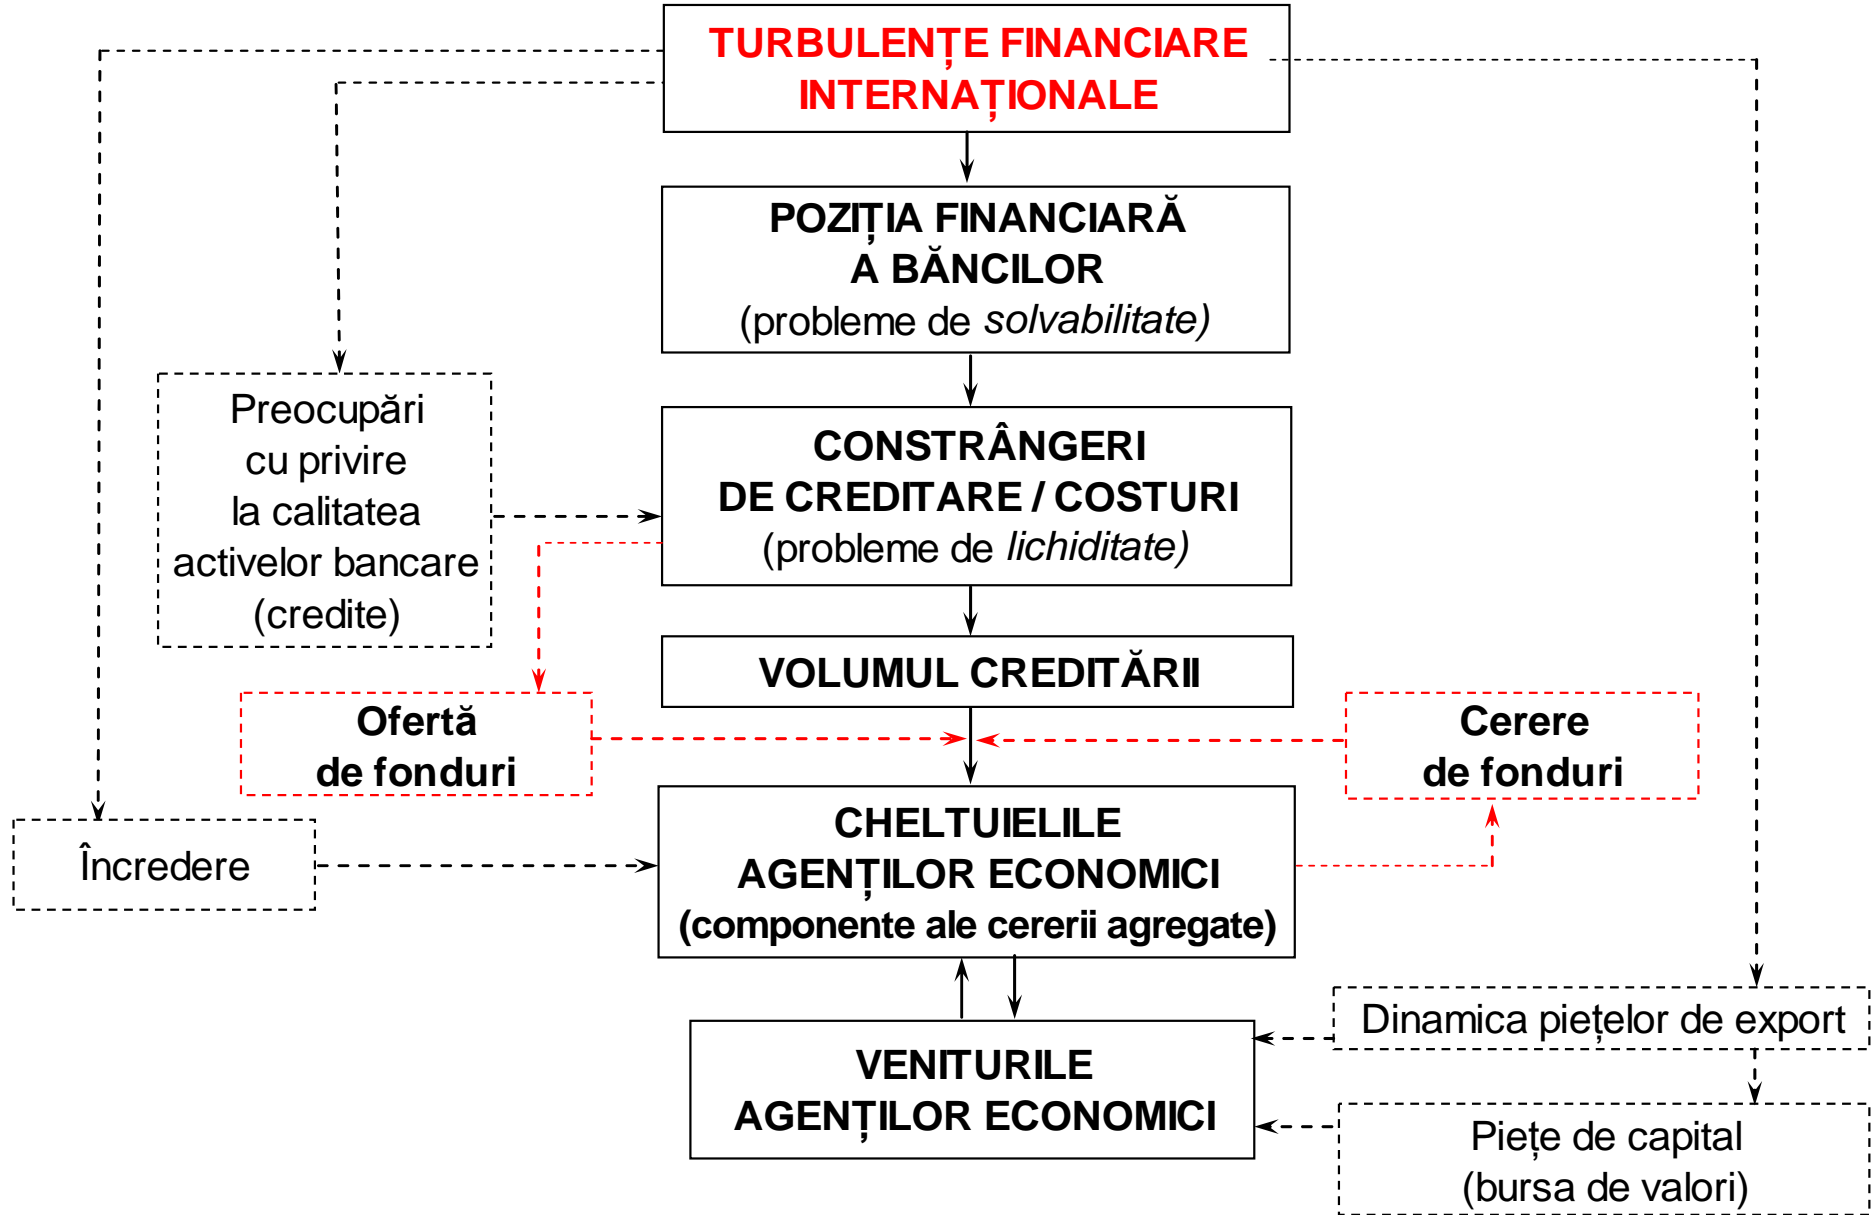 TURBULENȚE FINANCIARE
INTERNAȚIONALE
POZIȚIA FINANCIARĂ
A BĂNCILOR
(probleme de solvabilitate)
Preocupări
cu privire
la calitatea
activelor bancare
(credite)
CONSTRÂNGERI
DE CREDITARE / COSTURI
(probleme de lichiditate)
VOLUMUL CREDITĂRII
Ofertă
de fonduri
Cerere
de fonduri
Încredere
CHELTUIELILE
AGENȚILOR ECONOMICI
(componente ale cererii agregate)
Dinamica piețelor de export
VENITURILE
AGENȚILOR ECONOMICI
Piețe de capital
(bursa de valori)